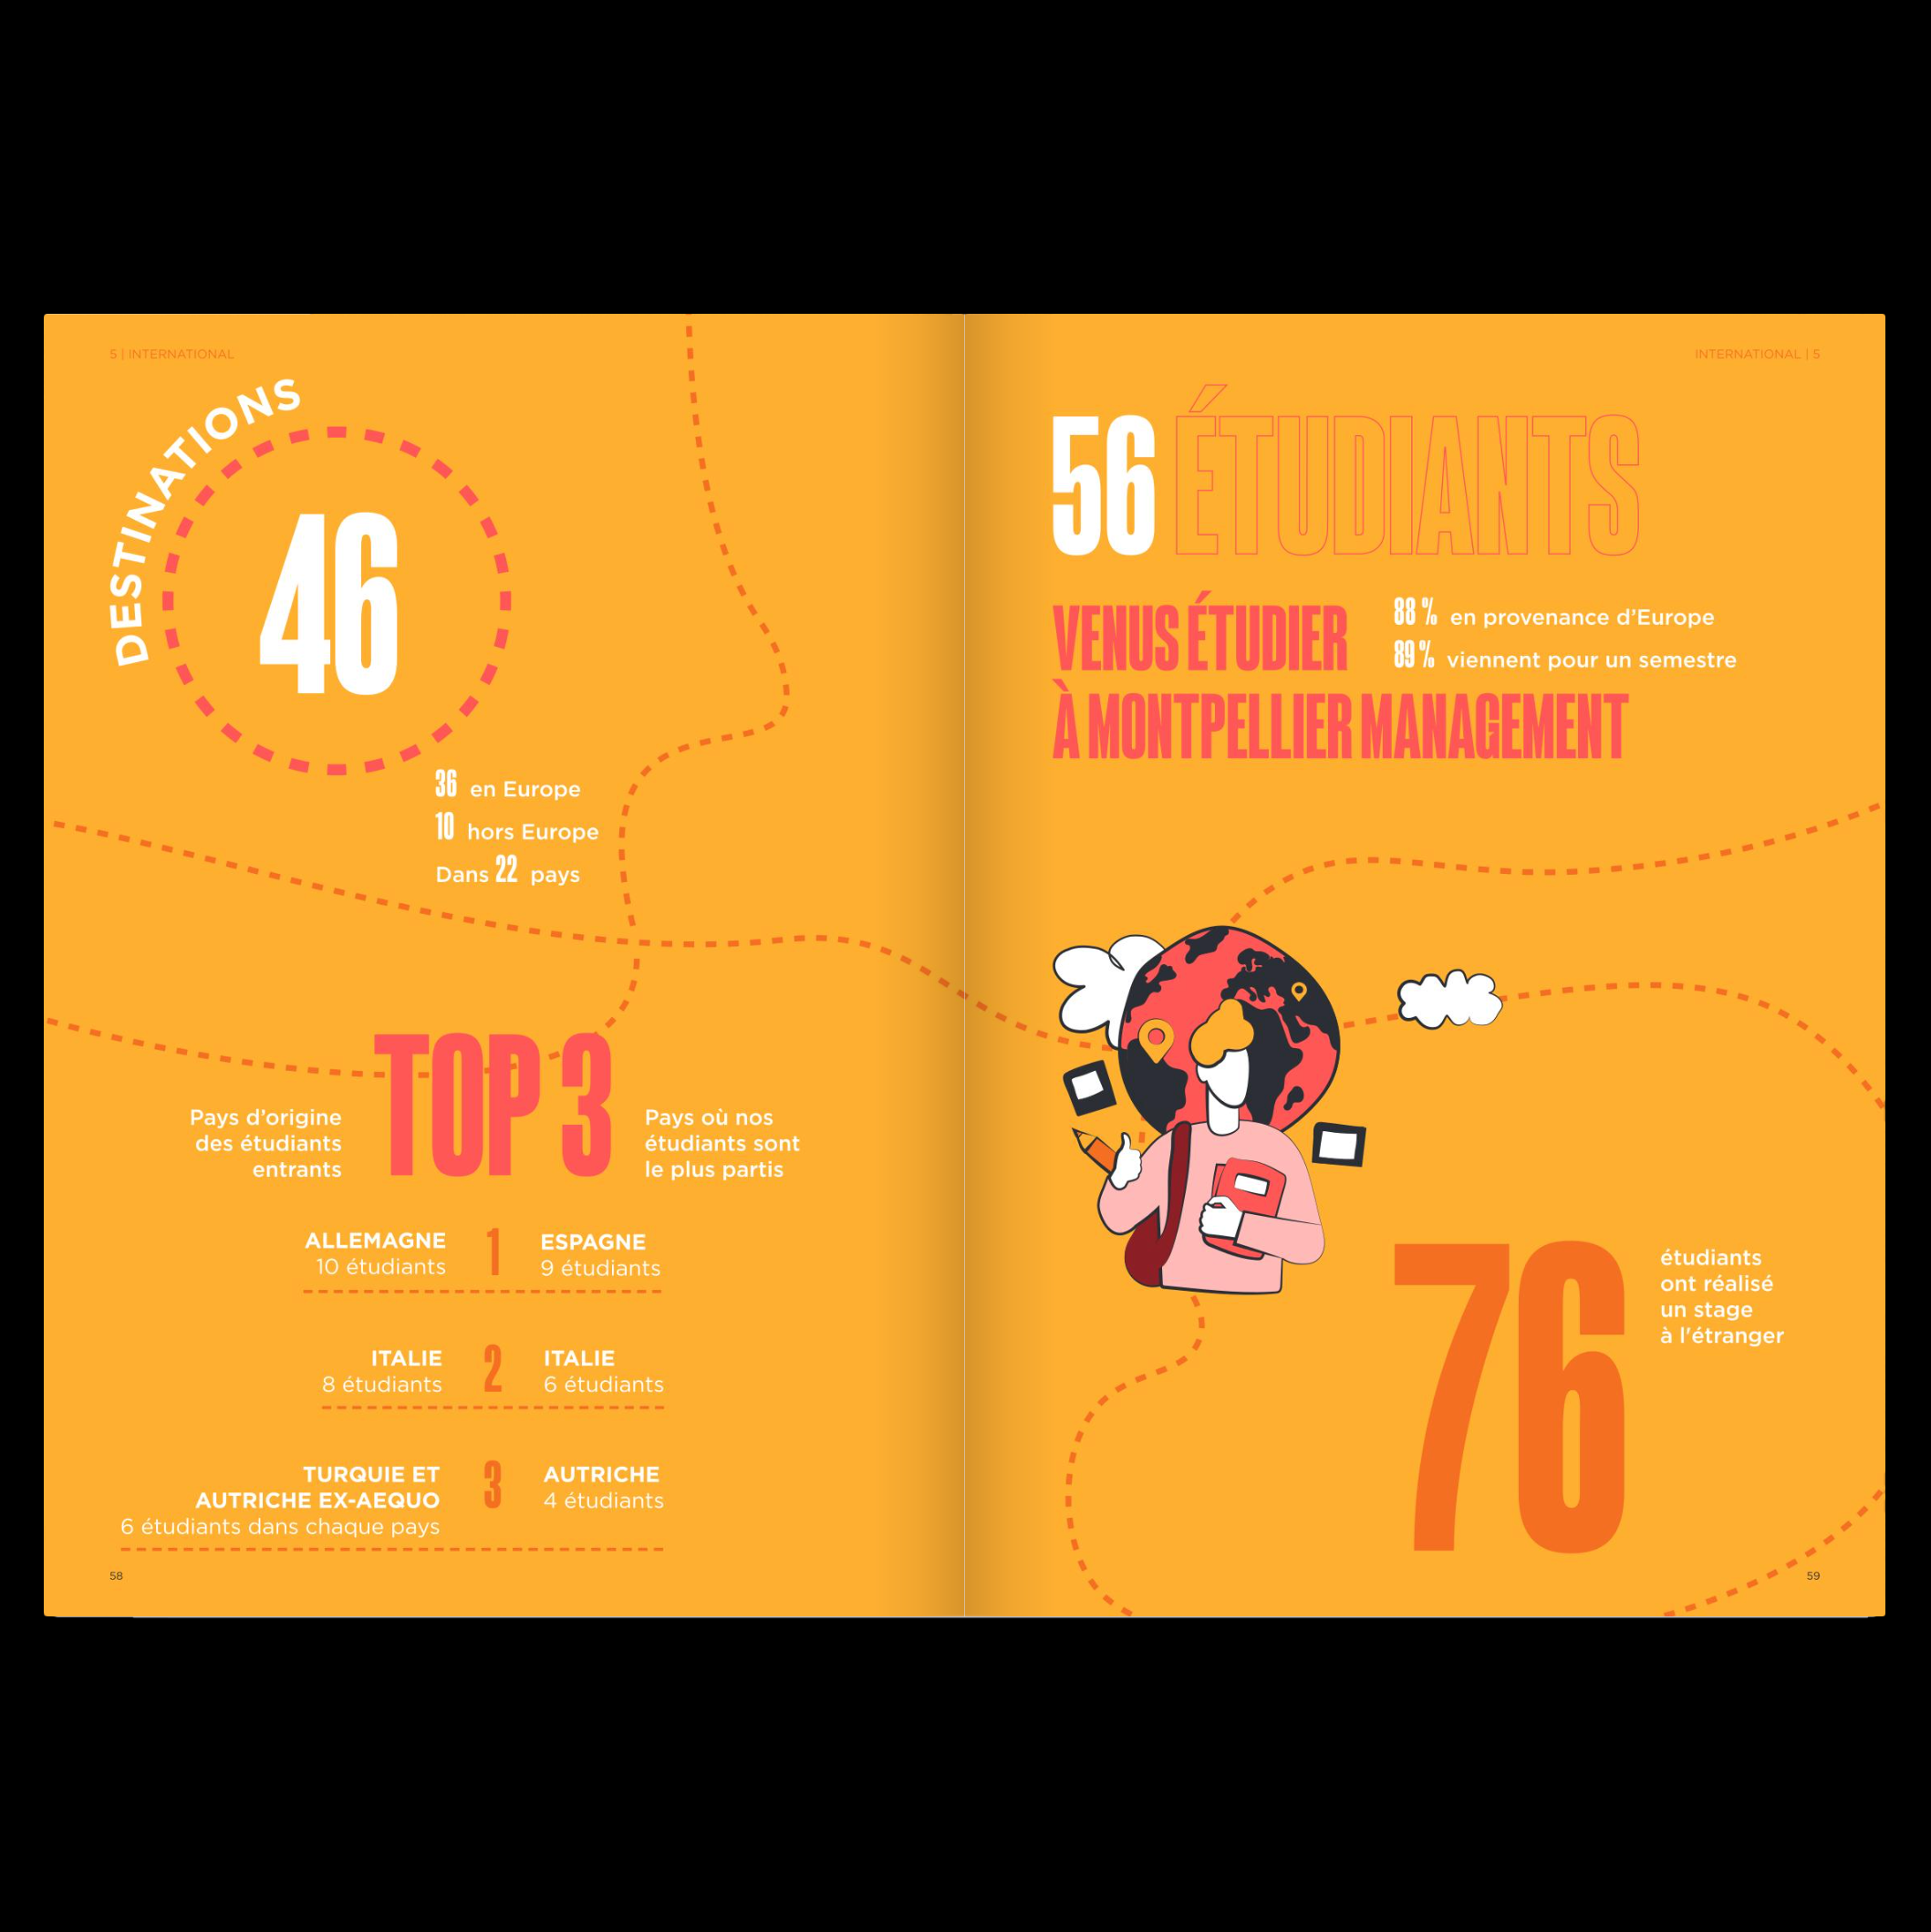 5 | INTERNATIONAL
DESTINATIONS
46
36 en Europe
10 hors Europe
Dans 22 pays
TOP 3
Pays d'origine
des étudiants
entrants
Pays où nos
étudiants sont
le plus partis
ALLEMAGNE
10 étudiants
1
ESPAGNE
9 étudiants
ITALIE
8 étudiants
2
ITALIE
6 étudiants
TURQUIE ET
AUTRICHE EX-AEQUO
6 étudiants dans chaque pays
3
AUTRICHE
4 étudiants
58
INTERNATIONAL | 5
56 ÉTUDIANTS
VENUS ÉTUDIER
À MONTPELLIER MANAGEMENT
88 % en provenance d'Europe
89 % viennent pour un semestre
76
étudiants
ont réalisé
un stage
à l'étranger
59